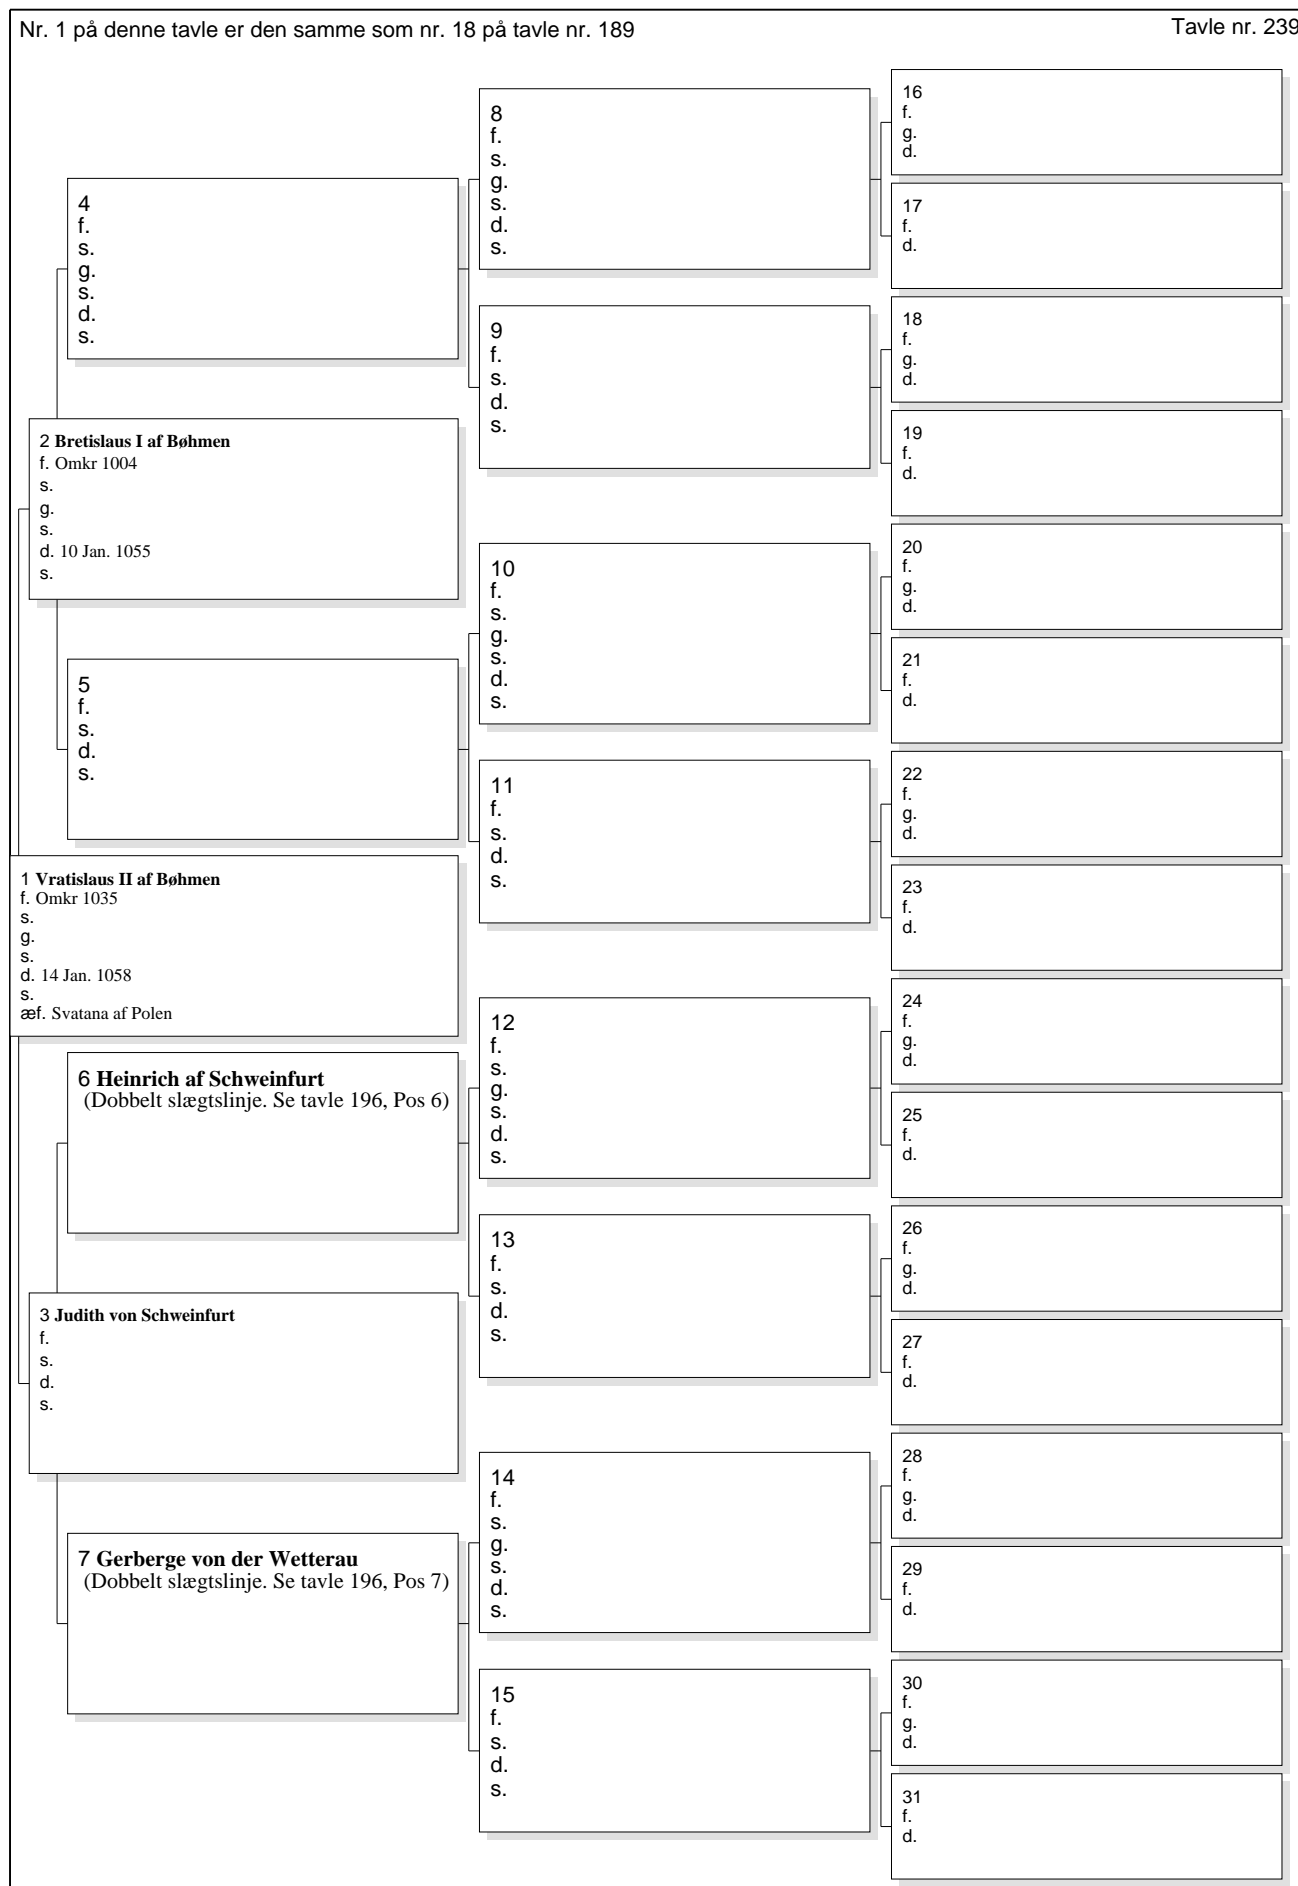 Nr. 1 på denne tavle er den samme som nr. 18 på tavle nr. 189
Tavle nr. 239
4
f.
s.
g.
s.
d.
s.
2 Bretislaus I af Bøhmen
f. Omkr 1004
s.
g.
s.
d. 10 Jan. 1055
s.
5
f.
s.
d.
s.
1 Vratislaus II af Bøhmen
f. Omkr 1035
s.
g.
s.
d. 14 Jan. 1058
s.
æf. Svatana af Polen
6 Heinrich af Schweinfurt
(Dobbelt slægtslinje. Se tavle 196, Pos 6)
3 Judith von Schweinfurt
f.
s.
d.
s.
7 Gerberge von der Wetterau
(Dobbelt slægtslinje. Se tavle 196, Pos 7)
8
f.
s.
g.
s.
d.
s.
9
f.
s.
d.
s.
10
f.
s.
g.
s.
d.
s.
11
f.
s.
d.
s.
12
f.
s.
g.
s.
d.
s.
13
f.
s.
d.
s.
14
f.
s.
g.
s.
d.
s.
15
f.
s.
d.
s.
16
f.
g.
d.
17
f.
d.
18
f.
g.
d.
19
f.
d.
20
f.
g.
d.
21
f.
d.
22
f.
g.
d.
23
f.
d.
24
f.
g.
d.
25
f.
d.
26
f.
g.
d.
27
f.
d.
28
f.
g.
d.
29
f.
d.
30
f.
g.
d.
31
f.
d.